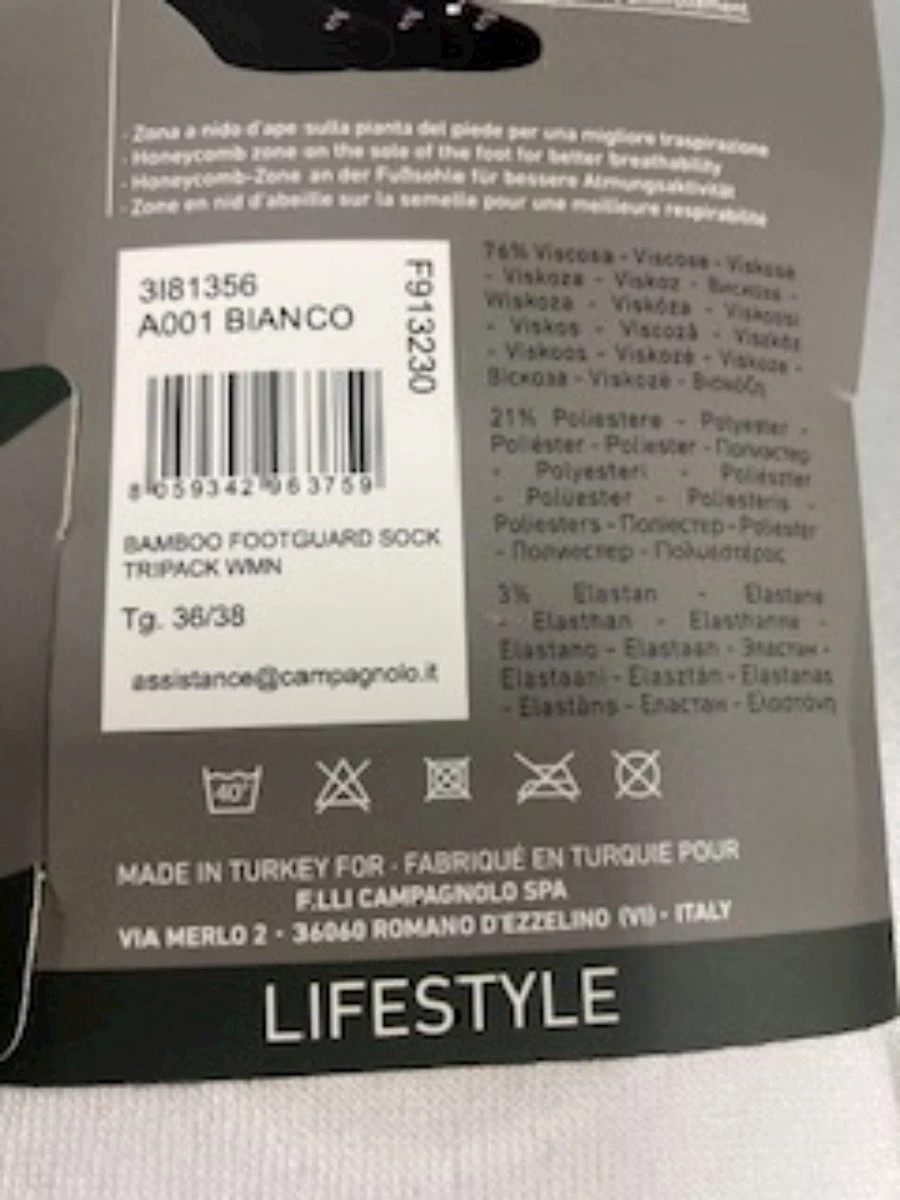 · Zona a nido d'ape sulla pianta del piede per una migliore traspirazione
· Honeycomb zone on the sole of the foot for better breathability
· Honeycomb-Zone an der Fußsohle für bessere Atmungsaktivität
· Zone en nid d'abeille sur la semelle pour une meilleure respirabilité
3I81356
A001 BIANCO
F913230
8 059342 963759
BAMBOO FOOTGUARD SOCK
TRIPACK WMN
Tg. 36/38
assistance@campagnolo.it
76% Viscosa - Viscose - Viskose
- Viskoza - Viskoz - Вискоза -
Wiskoza - Viskóza - Viskoosi
- Viskos - Viscoză - Viszkóz
- Viskoos - Viskozė - Viskoze -
Віскоза - Viskozë - Βισκόζη
21% Poliestere - Polyester -
Poliéster - Poliester - Полиэстер
- Polyesteri - Poliészter
- Polüester - Poliesteris -
Poliesters - Поліестер - Poliester
- Полиестер - Πολυεστέρας
3% Elastan - Elastane
- Elasthan - Elasthanne -
Elastano - Elastaan - Эластан -
Elastaani - Elasztán - Elastanas
- Elastāns - Еластан - Ελαστάνη
40°
MADE IN TURKEY FOR - FABRIQUÉ EN TURQUIE POUR
F.LLI CAMPAGNOLO SPA
VIA MERLO 2 - 36060 ROMANO D'EZZELINO (VI) - ITALY
LIFESTYLE